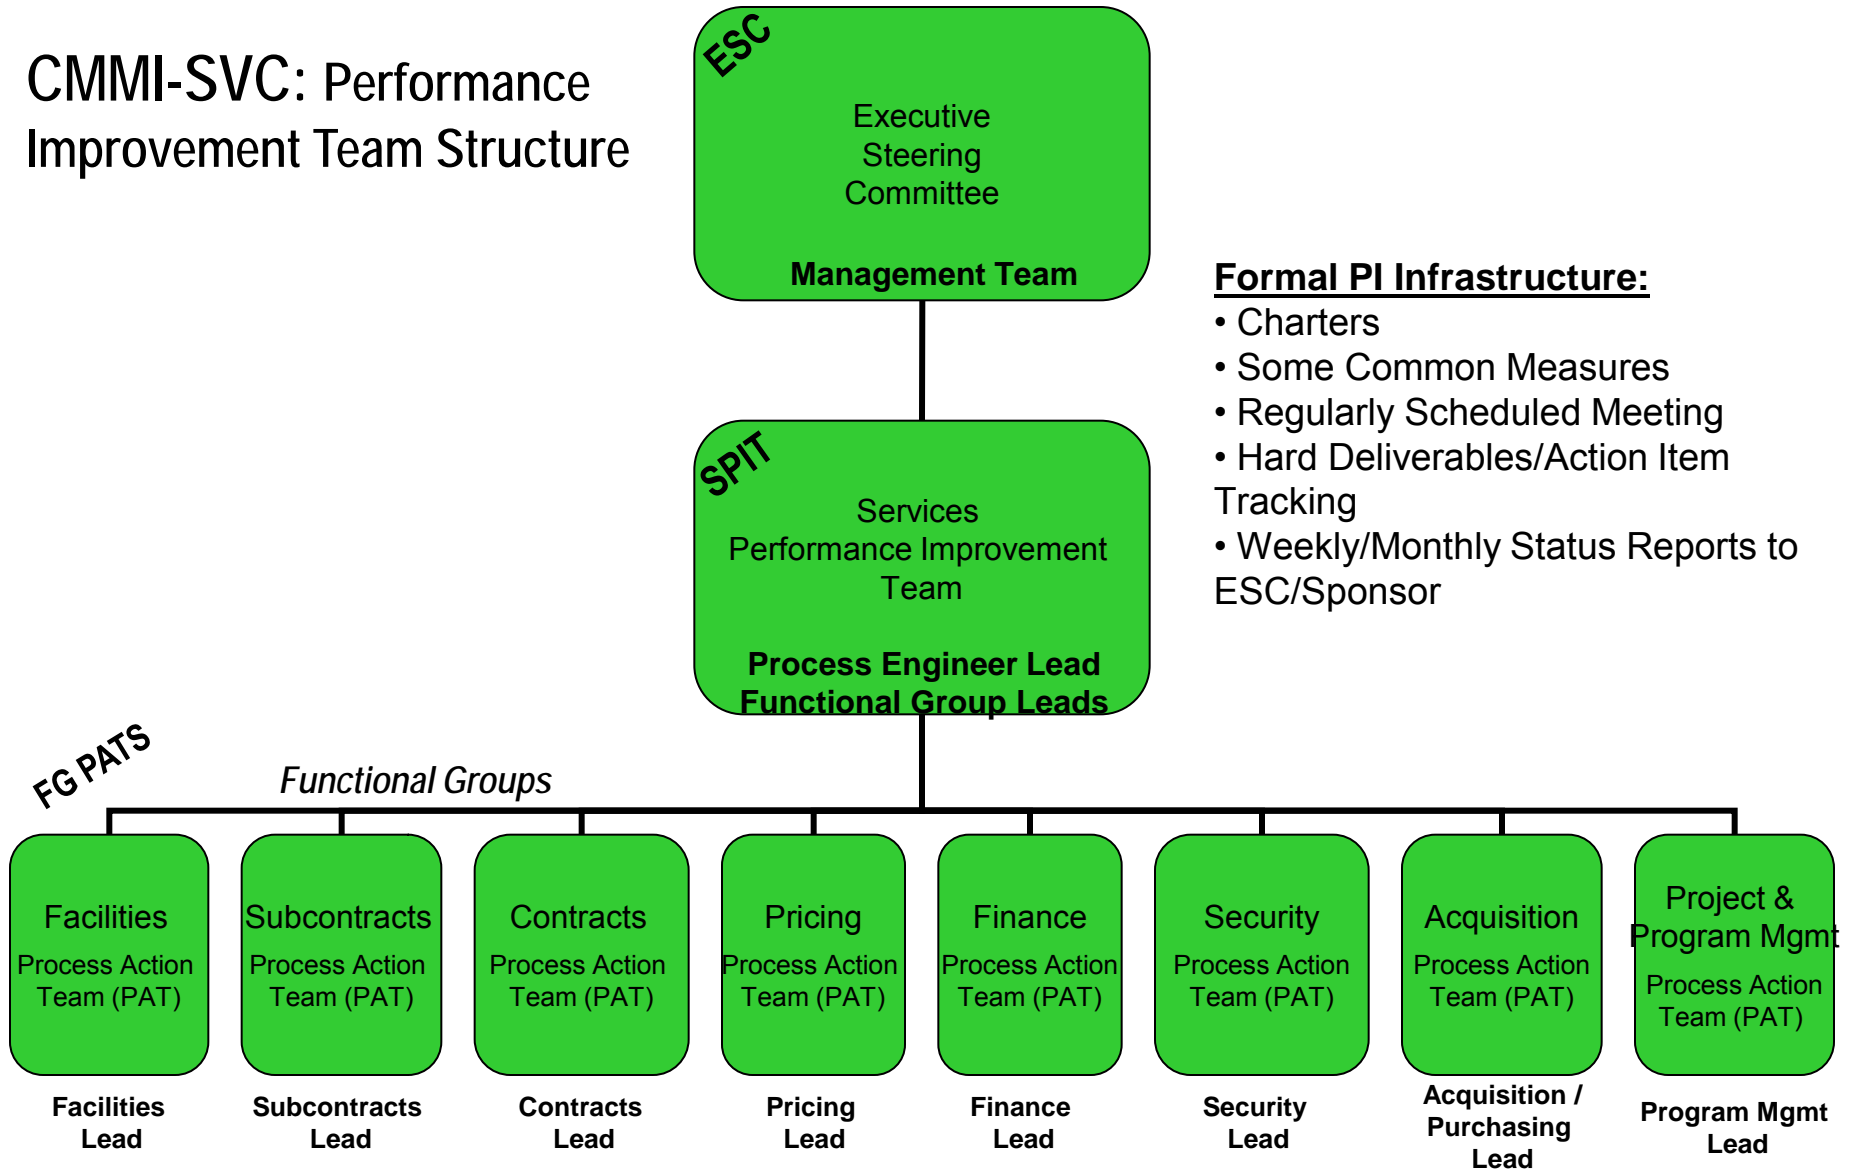 CMMI-SVC: Performance
Improvement Team Structure
ESC
Executive
Steering
Committee
Management Team
Formal PI Infrastructure:
• Charters
• Some Common Measures
• Regularly Scheduled Meeting
• Hard Deliverables/Action Item
Tracking
• Weekly/Monthly Status Reports to
ESC/Sponsor
SPIT
Services
Performance Improvement
Team
Process Engineer Lead
Functional Group Leads
FG PATS
Functional Groups
Facilities
Process Action
Team (PAT)
Facilities
Lead
Subcontracts
Process Action
Team (PAT)
Subcontracts
Lead
Contracts
Process Action
Team (PAT)
Contracts
Lead
Pricing
Process Action
Team (PAT)
Pricing
Lead
Finance
Process Action
Team (PAT)
Finance
Lead
Security
Process Action
Team (PAT)
Security
Lead
Acquisition
Process Action
Team (PAT)
Acquisition /
Purchasing
Lead
Project &
Program Mgmt
Process Action
Team (PAT)
Program Mgmt
Lead